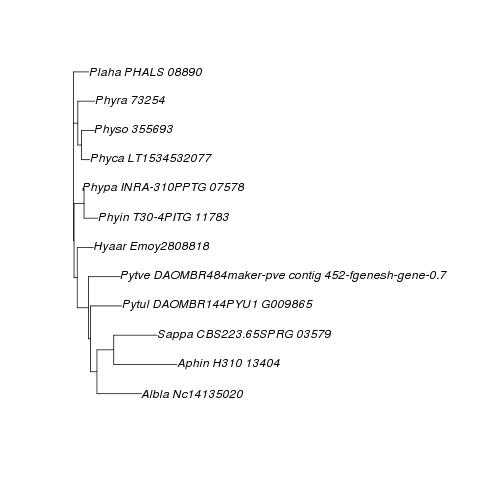 Plaha PHALS 08890
Phyra 73254
Physo 355693
Phyca LT1534532077
Phypa INRA-310PPTG 07578
Phyin T30-4PITG 11783
Hyaar Emoy2808818
Pytve DAOMBR484maker-pve contig 452-fgenesh-gene-0.7
Pytul DAOMBR144PYU1 G009865
Sappa CBS223.65SPRG 03579
Aphin H310 13404
Albla Nc14135020